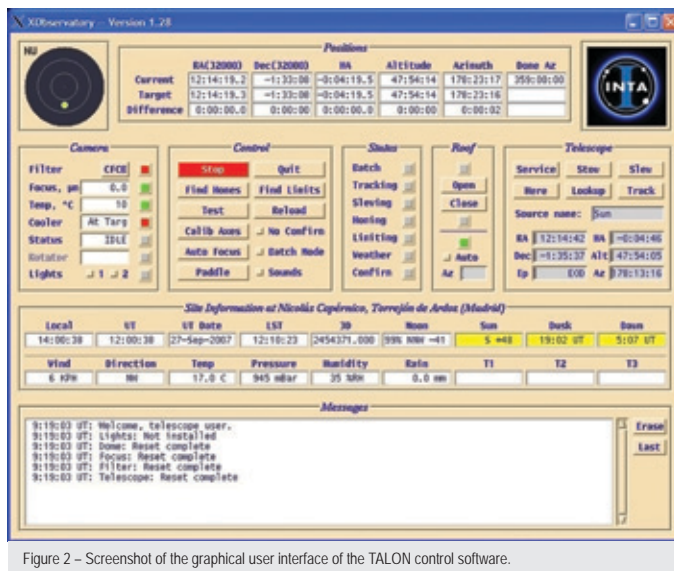 XObservatory -- Version 1.28
NW
Positions
RA(J2000) Dec(J2000) HA Altitude Azimuth Dome Az
Current 12:14:19.2 -1:33:08 -0:04:19.5 47:54:14 178:23:17 359:00:00
Target 12:14:19.3 -1:33:08 -0:04:19.5 47:54:14 178:23:16
Difference 0:00:00.0 0:00:00 0:00:00.0 0:00:00 0:00:02
INTA
Camera
Filter CFCB
Focus, µm 0.0
Temp, °C 10
Cooler At Targ
Status IDLE
Rotator
Lights 1 2
Control
Stop Quit
Find Homes Find Limits
Test Reload
Calib Axes No Confirm
Auto Focus Batch Mode
Paddle Sounds
Status
Batch
Tracking
Slewing
Homing
Limiting
Weather
Confirm
Roof
Open
Close
Auto
Az
Telescope
Service Stow Slew
Here Lookup Track
Source name: Sun
RA 12:14:42 HA -0:04:46
Dec -1:35:37 Alt 47:54:05
Ep EOD Az 178:13:16
Site Information at Nicolás Copérnico, Torrejón de Ardoz (Madrid)
Local UT UT Date LST JD Moon Sun Dusk Dawn
14:00:38 12:00:38 27-Sep-2007 12:10:23 2454371.000 99% NNW -41 S +48 19:02 UT 5:07 UT
Wind Direction Temp Pressure Humidity Rain T1 T2 T3
6 KPH NW 17.0 C 945 mBar 35 %RH 0.0 mm
Messages
9:19:03 UT: Welcome, telescope user.
9:19:03 UT: Lights: Not installed
9:19:03 UT: Dome: Reset complete
9:19:03 UT: Focus: Reset complete
9:19:03 UT: Filter: Reset complete
9:19:03 UT: Telescope: Reset complete
Erase
Last
Figure 2 – Screenshot of the graphical user interface of the TALON control software.